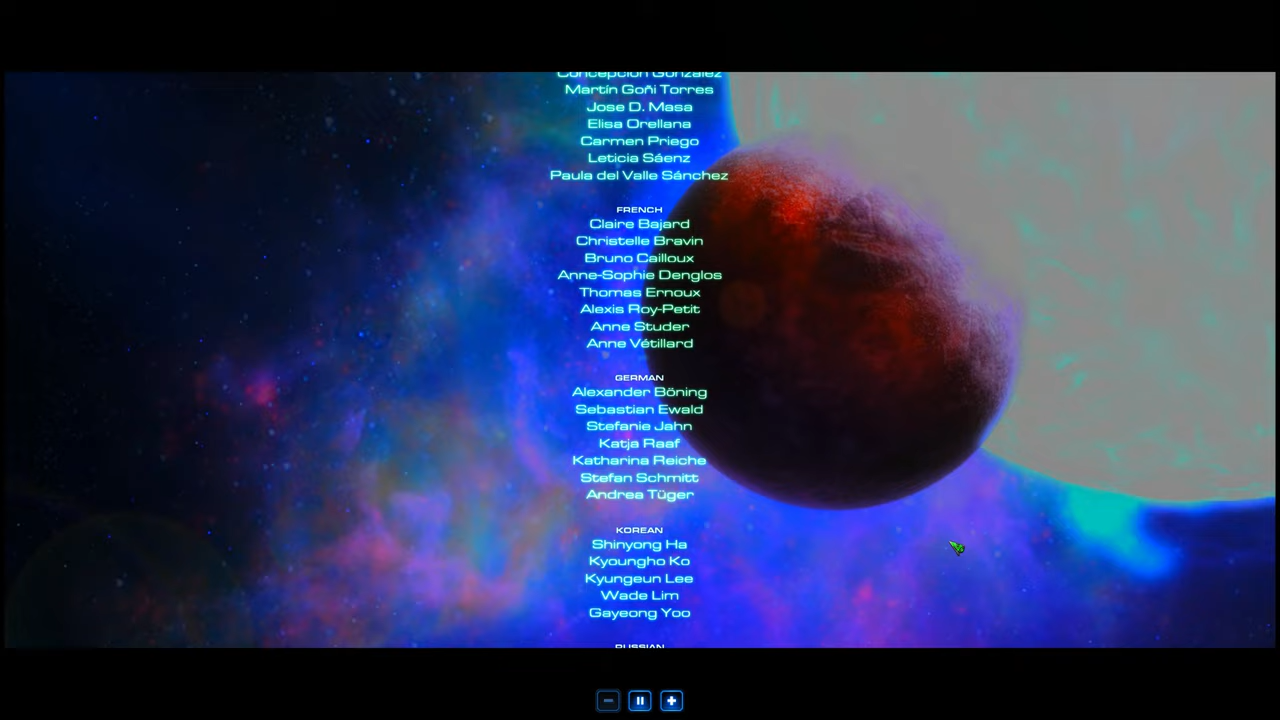 Concepción González
Martín Goñi Torres
Jose D. Masa
Elisa Orellana
Carmen Priego
Leticia Sáenz
Paula del Valle Sánchez
FRENCH
Claire Bajard
Christelle Bravin
Bruno Cailloux
Anne-Sophie Denglos
Thomas Ernoux
Alexis Roy-Petit
Anne Studer
Anne Vétillard
GERMAN
Alexander Böning
Sebastian Ewald
Stefanie Jahn
Katja Raaf
Katharina Reiche
Stefan Schmitt
Andrea Tüger
KOREAN
Shinyong Ha
Kyoungho Ko
Kyungeun Lee
Wade Lim
Gayeong Yoo
RUSSIAN